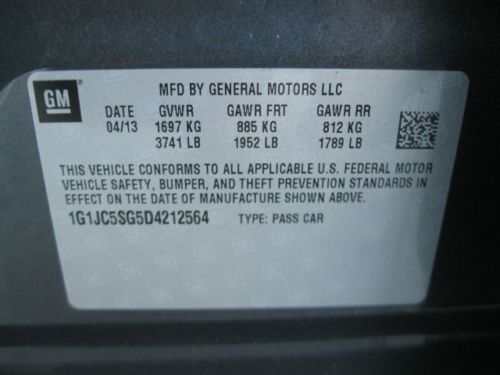 GM
MFD BY GENERAL MOTORS LLC
DATE GVWR GAWR FRT GAWR RR
04/13 1697 KG 885 KG 812 KG
3741 LB 1952 LB 1789 LB
THIS VEHICLE CONFORMS TO ALL APPLICABLE U.S. FEDERAL MOTOR
VEHICLE SAFETY, BUMPER, AND THEFT PREVENTION STANDARDS IN
EFFECT ON THE DATE OF MANUFACTURE SHOWN ABOVE.
1G1JC5SG5D4212564 TYPE: PASS CAR